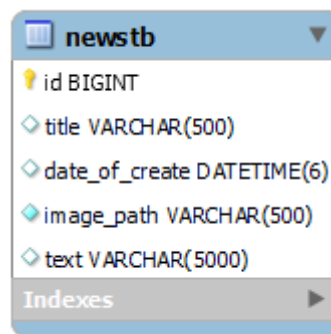 newstb
id BIGINT
title VARCHAR(500)
date_of_create DATETIME(6)
image_path VARCHAR(500)
text VARCHAR(5000)
Indexes